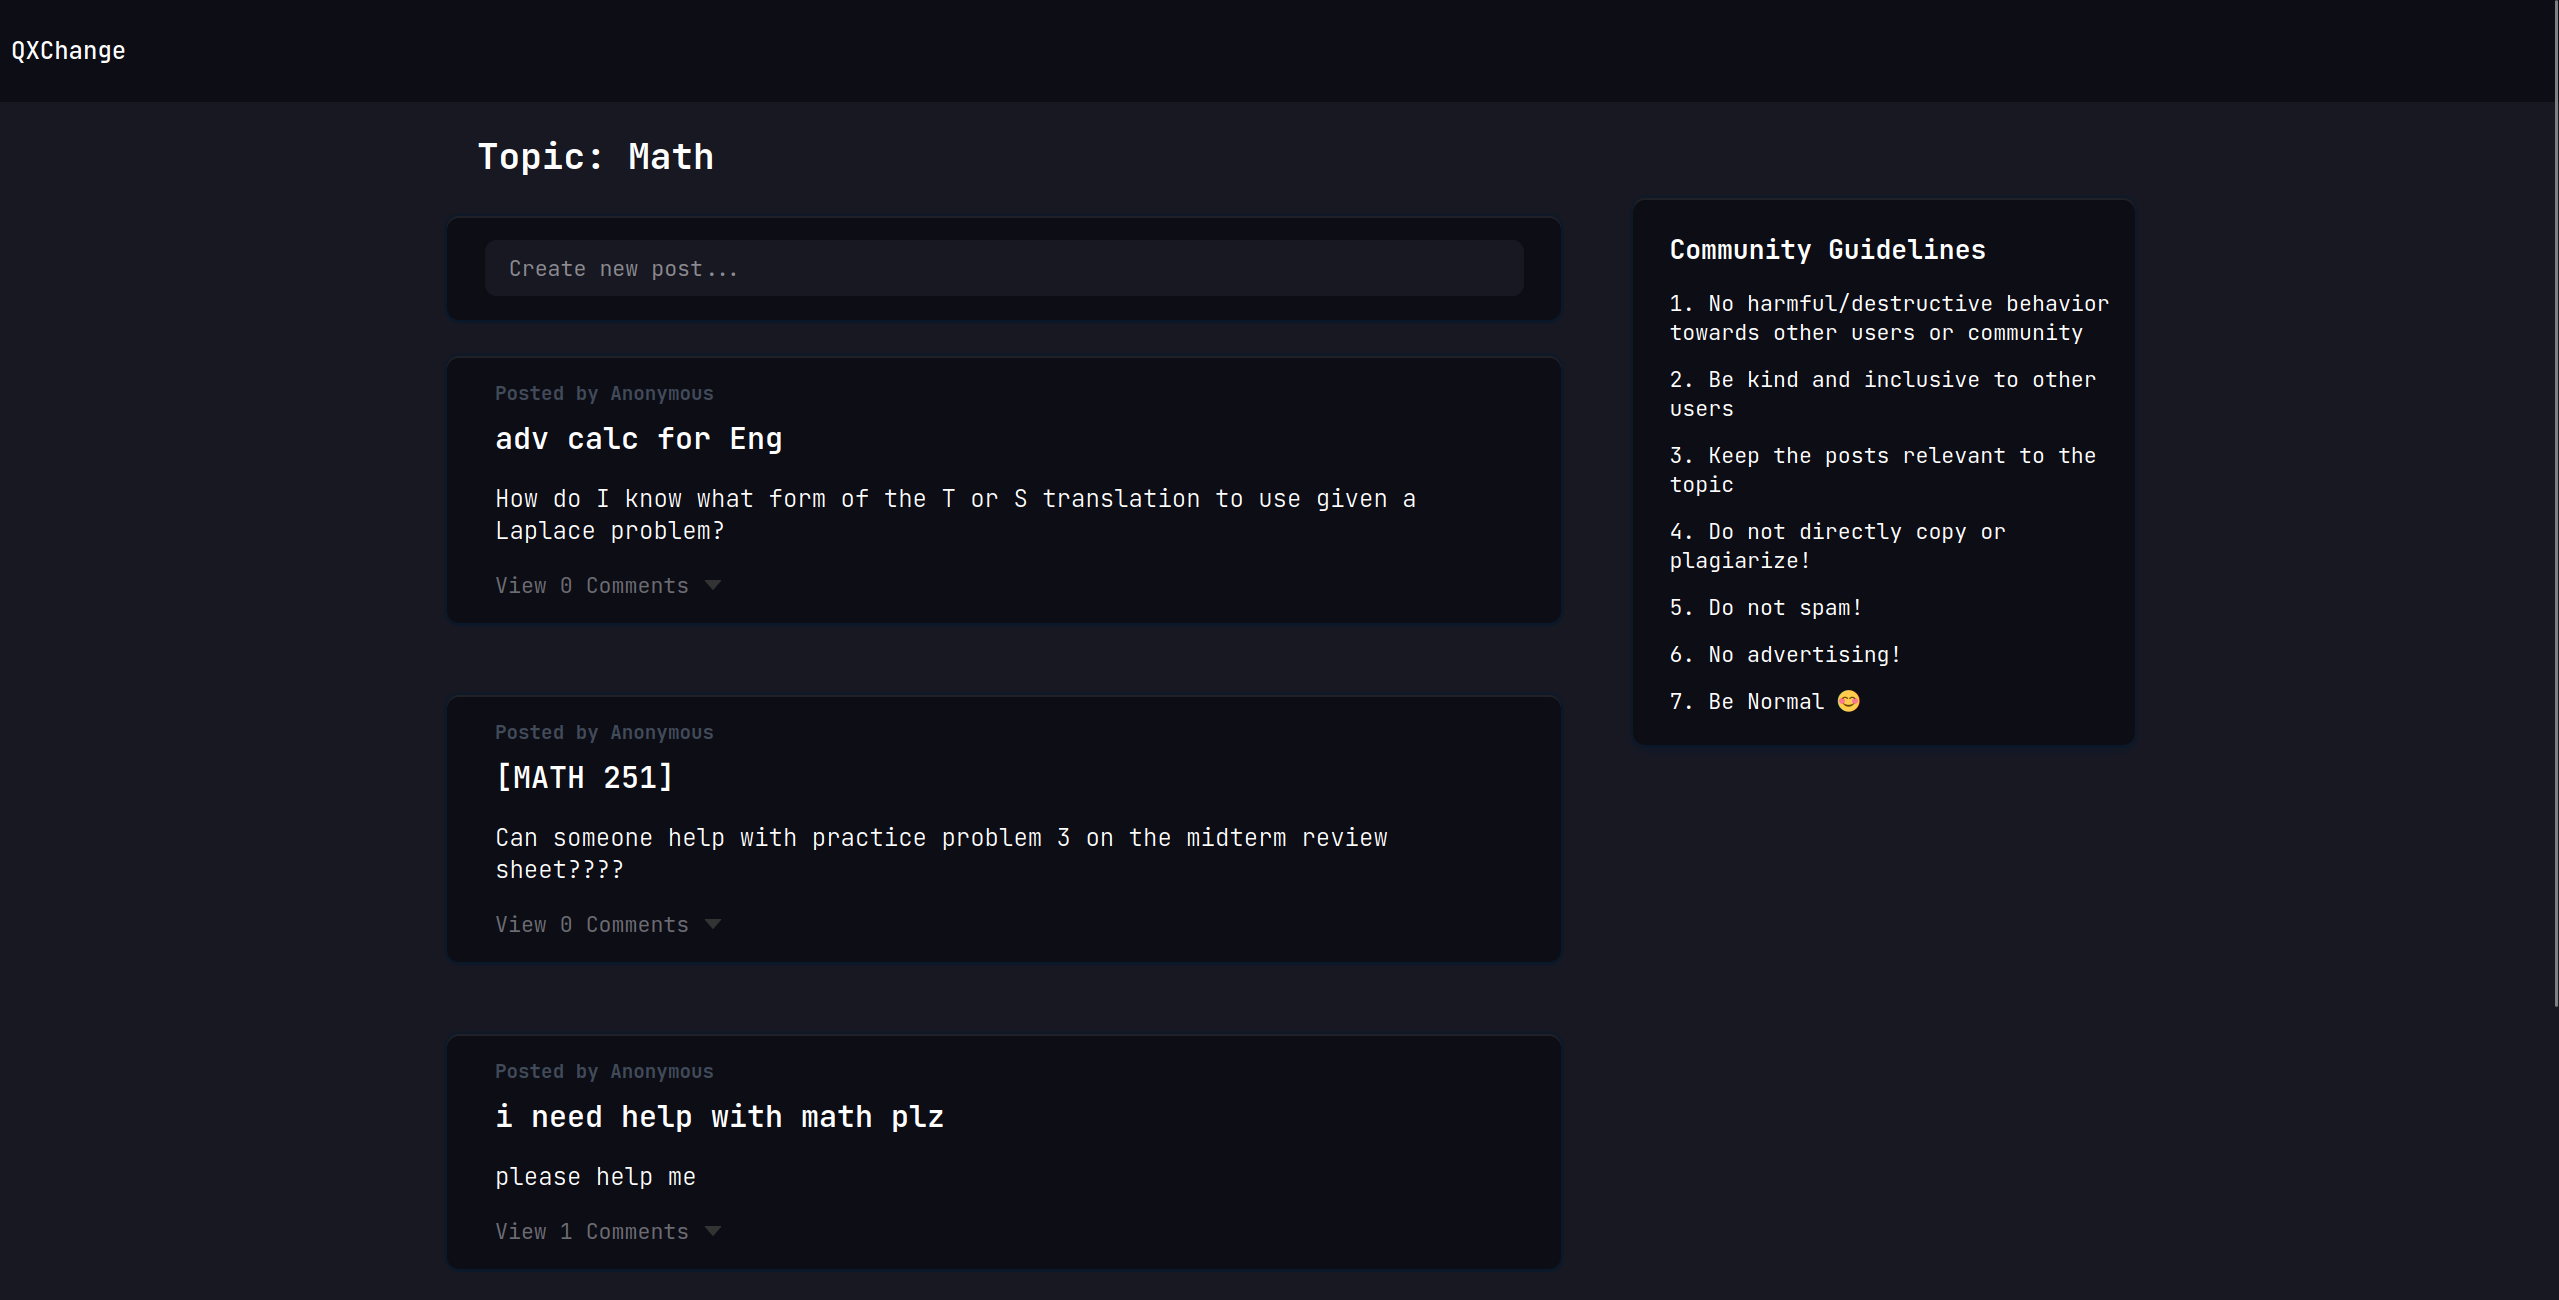 QXChange
Topic: Math
Create new post...
Posted by Anonymous
adv calc for Eng
How do I know what form of the T or S translation to use given a
Laplace problem?
View 0 Comments
Posted by Anonymous
[MATH 251]
Can someone help with practice problem 3 on the midterm review
sheet????
View 0 Comments
Posted by Anonymous
i need help with math plz
please help me
View 1 Comments
Community Guidelines
1. No harmful/destructive behavior
towards other users or community
2. Be kind and inclusive to other
users
3. Keep the posts relevant to the
topic
4. Do not directly copy or
plagiarize!
5. Do not spam!
6. No advertising!
7. Be Normal 😊